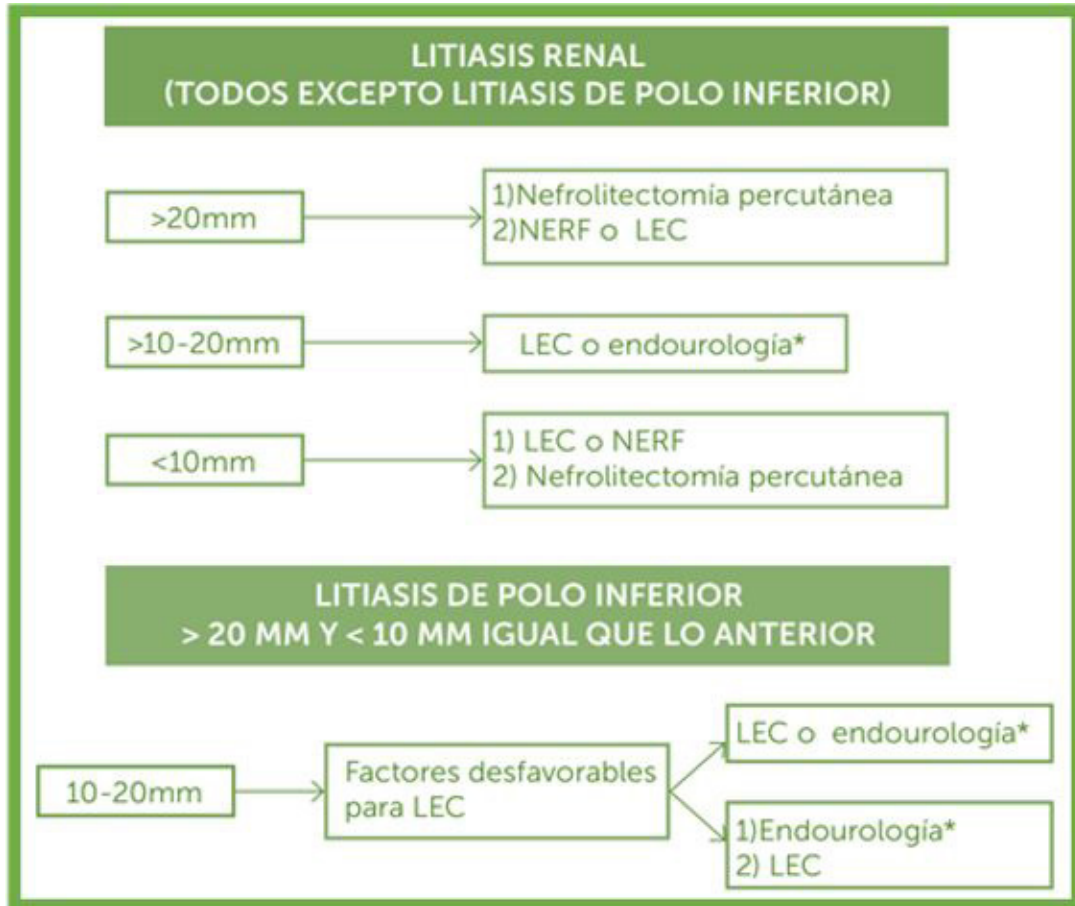 LITIASIS RENAL
(TODOS EXCEPTO LITIASIS DE POLO INFERIOR)
>20mm
1)Nefrolitectomía percutánea
2)NERF o LEC
>10-20mm
LEC o endourología*
<10mm
1) LEC o NERF
2) Nefrolitectomía percutánea
LITIASIS DE POLO INFERIOR
> 20 MM Y < 10 MM IGUAL QUE LO ANTERIOR
10-20mm
Factores desfavorables
para LEC
LEC o endourología*
1)Endourología*
2) LEC